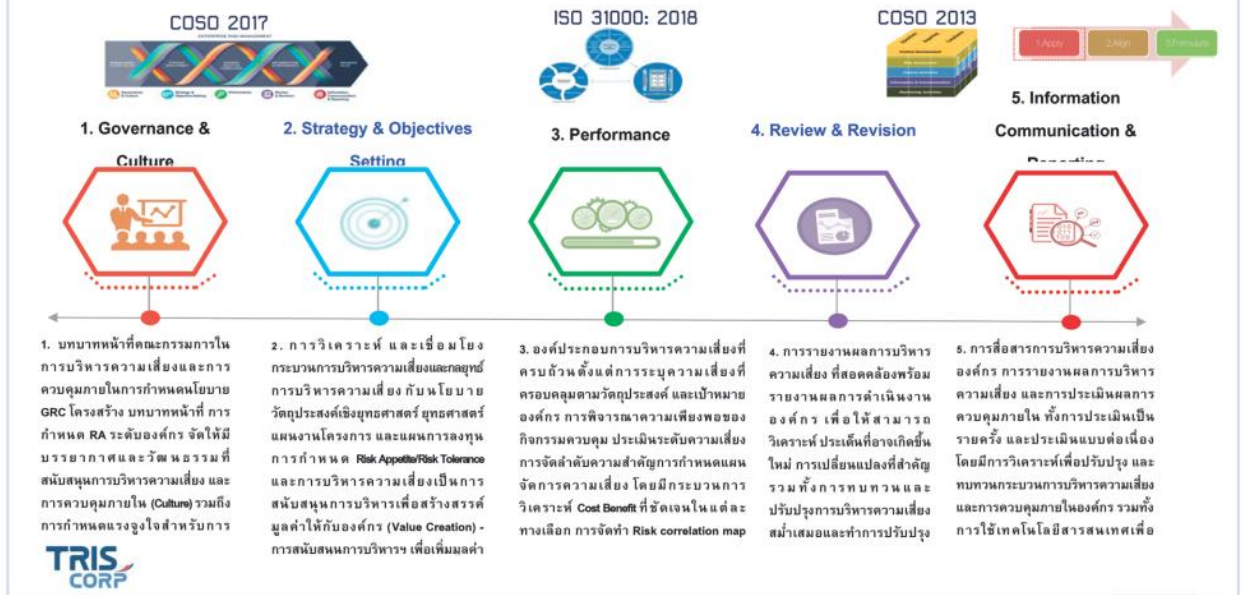 COSO 2017
ENTERPRISE RISK MANAGEMENT
ISO 31000: 2018
COSO 2013
1.Apply
2.Align
3.Formulate
1. Governance &
Culture
2. Strategy & Objectives
Setting
3. Performance
4. Review & Revision
5. Information
Communication &
Reporting
1. บทบาทหน้าที่คณะกรรมการใน
การบริหารความเสี่ยงและการ
ควบคุมภายในการกำหนดนโยบาย
GRC โครงสร้าง บทบาทหน้าที่ การ
กำหนด RA ระดับองค์กร จัดให้มี
บรรยากาศและวัฒนธรรมที่
สนับสนุนการบริหารความเสี่ยง และ
การควบคุมภายใน (Culture) รวมถึง
การกำหนดแรงจูงใจสำหรับการ
2. การวิเคราะห์ และเชื่อมโยง
กระบวนการบริหารความเสี่ยงและกลยุทธ์
การบริหารความเสี่ยง กับนโยบาย
วัตถุประสงค์เชิงยุทธศาสตร์ ยุทธศาสตร์
แผนงานโครงการ และแผนการลงทุน
การกำหนด Risk Appetite/Risk Tolerance
และการบริหารความเสี่ยงเป็นการ
สนับสนุนการบริหารเพื่อสร้างสรรค์
มูลค่าให้กับองค์กร (Value Creation) -
การสนับสนุนการบริหารฯ เพื่อเพิ่มมูลค่า
3. องค์ประกอบการบริหารความเสี่ยงที่
ครบถ้วนตั้งแต่การระบุความเสี่ยงที่
ครอบคลุมตามวัตถุประสงค์ และเป้าหมาย
องค์กร การพิจารณาความเพียงพอของ
กิจกรรมควบคุม ประเมินระดับความเสี่ยง
การจัดลำดับความสำคัญการกำหนดแผน
จัดการความเสี่ยง โดยมีกระบวนการ
วิเคราะห์ Cost Benefit ที่ชัดเจนในแต่ละ
ทางเลือก การจัดทำ Risk correlation map
4. การรายงานผลการบริหาร
ความเสี่ยง ที่สอดคล้องพร้อม
รายงานผลการดำเนินงาน
องค์กร เพื่อให้สามารถ
วิเคราะห์ ประเด็นที่อาจเกิดขึ้น
ใหม่ การเปลี่ยนแปลงที่สำคัญ
รวมทั้งการทบทวนและ
ปรับปรุงการบริหารความเสี่ยง
สม่ำเสมอและทำการปรับปรุง
5. การสื่อสารการบริหารความเสี่ยง
องค์กร การรายงานผลการบริหาร
ความเสี่ยง และการประเมินผลการ
ควบคุมภายใน ทั้งการประเมินเป็น
รายครั้ง และประเมินแบบต่อเนื่อง
โดยมีการวิเคราะห์เพื่อปรับปรุง และ
ทบทวนกระบวนการบริหารความเสี่ยง
และการควบคุมภายในองค์กร รวมทั้ง
การใช้เทคโนโลยีสารสนเทศเพื่อ
TRIS
CORP